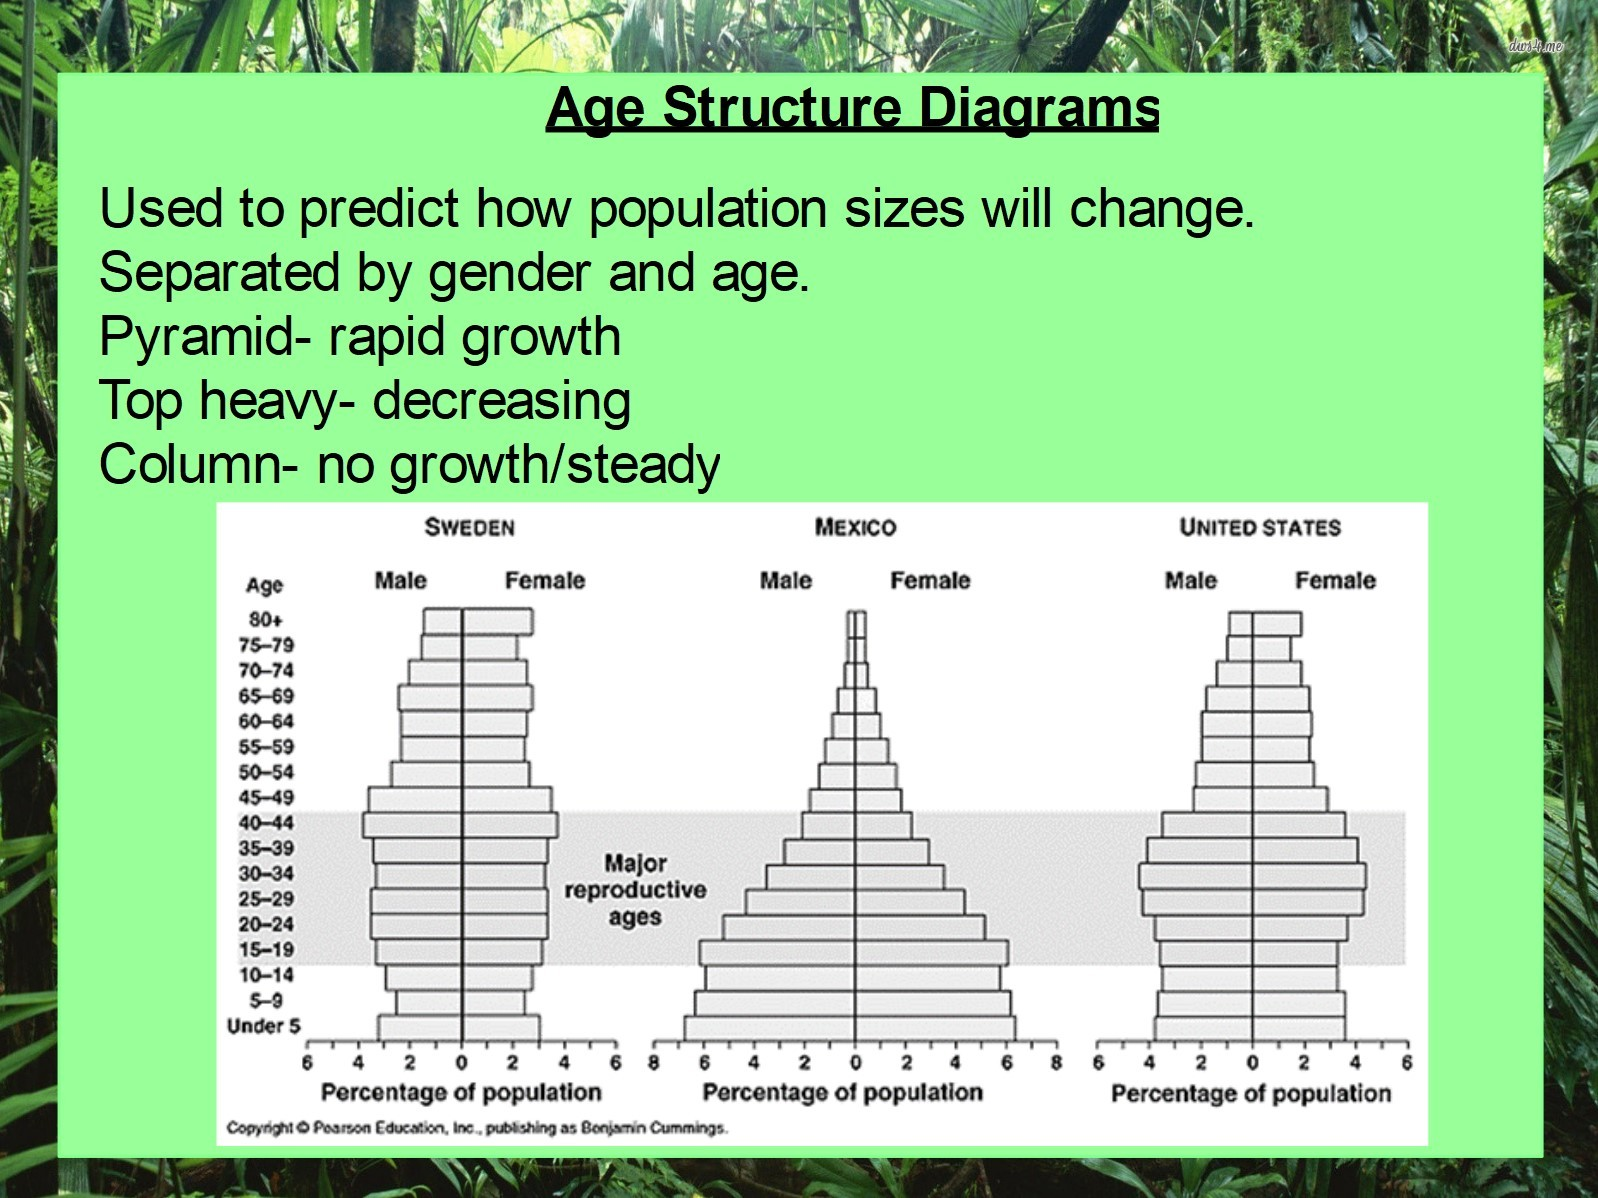 dws4.me
Age Structure Diagrams
Used to predict how population sizes will change.
Separated by gender and age.
Pyramid- rapid growth
Top heavy- decreasing
Column- no growth/steady
SWEDEN MEXICO UNITED STATES
Age Male Female Male Female Male Female
80+
75–79
70–74
65–69
60–64
55–59
50–54
45–49
40–44
35–39
30–34
25–29
20–24
15–19
10–14
5–9
Under 5
Major
reproductive
ages
6 4 2 0 2 4 6 8 6 4 2 0 2 4 6 8 6 4 2 0 2 4 6
Percentage of population Percentage of population Percentage of population
Copyright © Pearson Education, Inc., publishing as Benjamin Cummings.